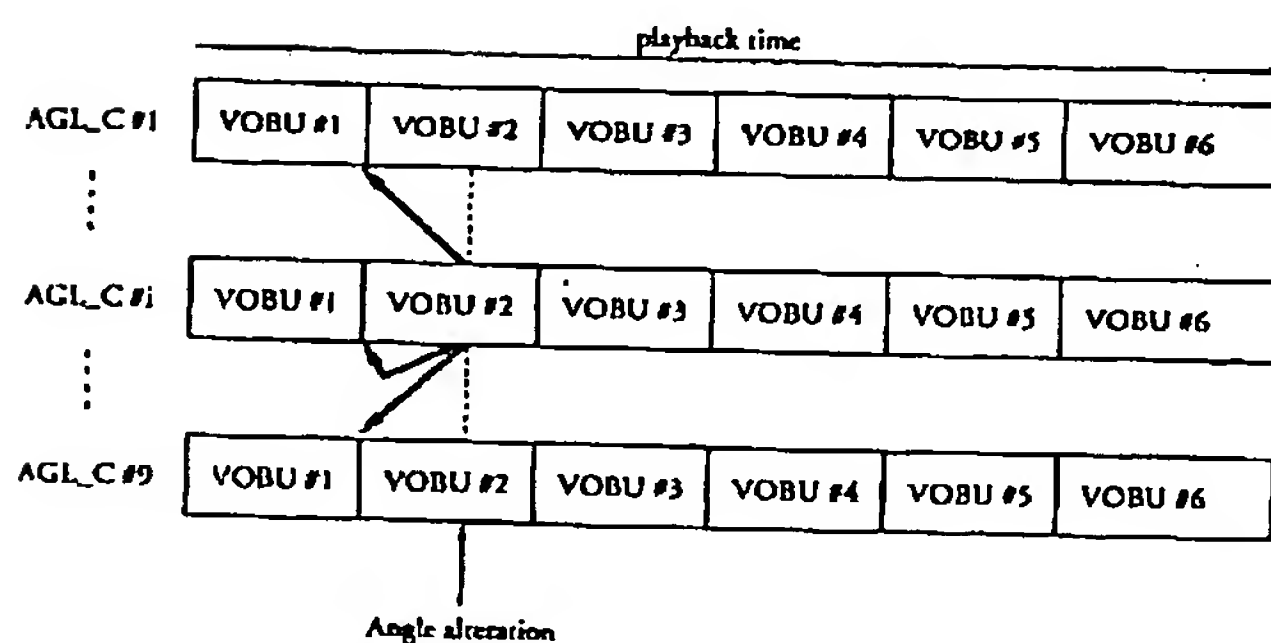 playback time
AGL_C #1 VOBU #1 VOBU #2 VOBU #3 VOBU #4 VOBU #5 VOBU #6
AGL_C #i VOBU #1 VOBU #2 VOBU #3 VOBU #4 VOBU #5 VOBU #6
AGL_C #9 VOBU #1 VOBU #2 VOBU #3 VOBU #4 VOBU #5 VOBU #6
Angle alteration